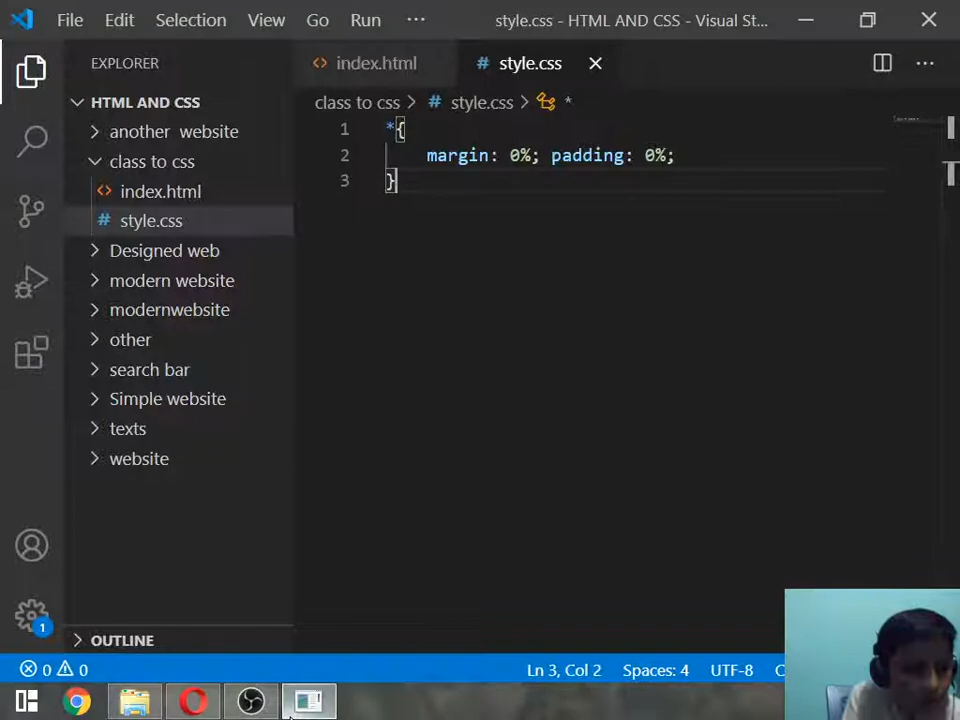 File Edit Selection View Go Run ··· style.css - HTML AND CSS - Visual St...
EXPLORER
index.html
# style.css
HTML AND CSS
class to css > # style.css > *
another website
class to css
index.html
# style.css
Designed web
modern website
modernwebsite
other
search bar
Simple website
texts
website
OUTLINE
1 *{
2 margin: 0%; padding: 0%;
3 }
1
0 0 Ln 3, Col 2 Spaces: 4 UTF-8 C